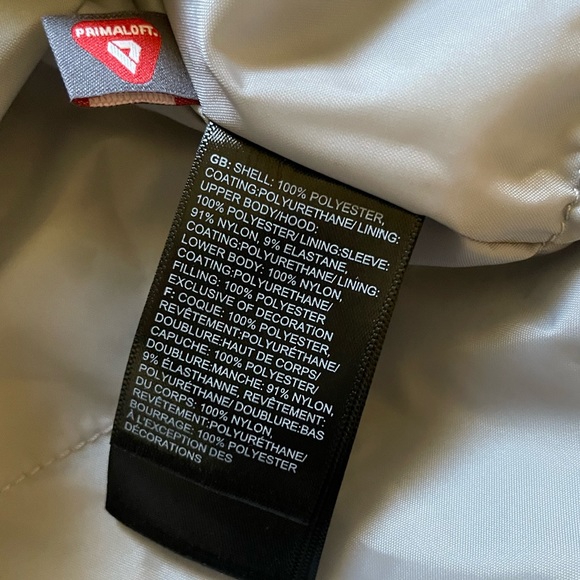 PRIMALOFT
GB: SHELL: 100% POLYESTER,
COATING:POLYURETHANE/ LINING:
UPPER BODY/HOOD:
100% POLYESTER/ LINING:SLEEVE:
91% NYLON, 9% ELASTANE,
COATING:POLYURETHANE/ LINING:
LOWER BODY: 100% NYLON,
COATING:POLYURETHANE/
FILLING: 100% POLYESTER
EXCLUSIVE OF DECORATION
F: COQUE: 100% POLYESTER,
REVÊTEMENT:POLYURÉTHANE/
DOUBLURE:HAUT DE CORPS/
CAPUCHE: 100% POLYESTER/
DOUBLURE:MANCHE: 91% NYLON,
9% ÉLASTHANNE, REVÊTEMENT:
POLYURÉTHANE/ DOUBLURE:BAS
DU CORPS: 100% NYLON,
REVETEMENT:POLYURÉTHANE/
REMBOURRAGE: 100% POLYESTER
À L'EXCEPTION DES
DÉCORATIONS